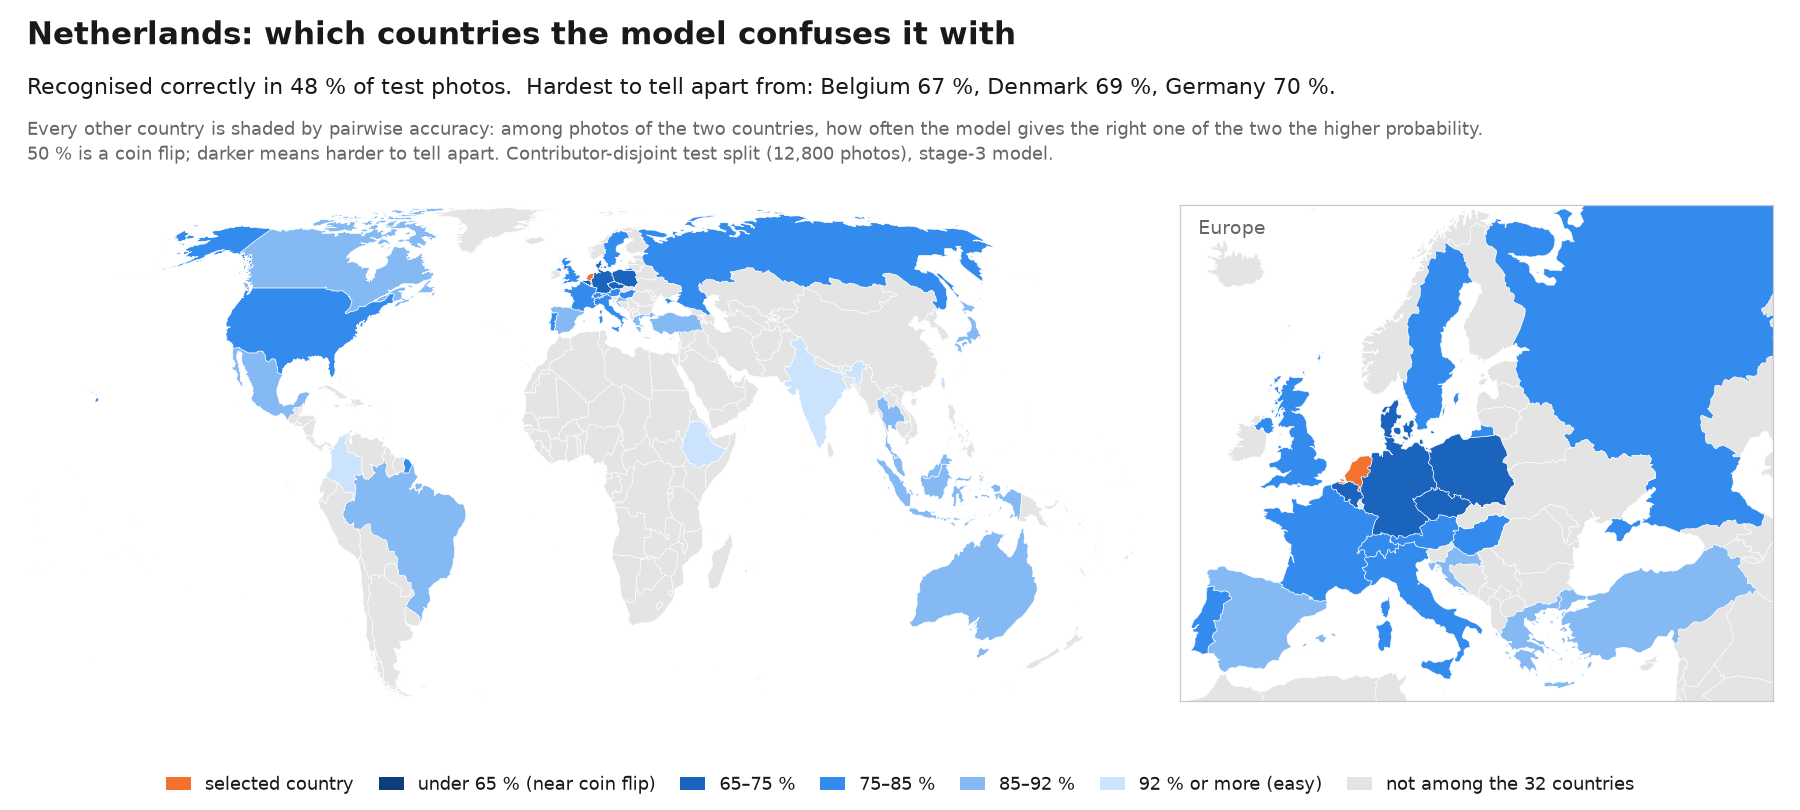 Netherlands: which countries the model confuses it with
Recognised correctly in 48 % of test photos.  Hardest to tell apart from: Belgium 67 %, Denmark 69 %, Germany 70 %.
Every other country is shaded by pairwise accuracy: among photos of the two countries, how often the model gives the right one of the two the higher probability.
50 % is a coin flip; darker means harder to tell apart. Contributor-disjoint test split (12,800 photos), stage-3 model.
Europe
selected country
under 65 % (near coin flip)
65–75 %
75–85 %
85–92 %
92 % or more (easy)
not among the 32 countries